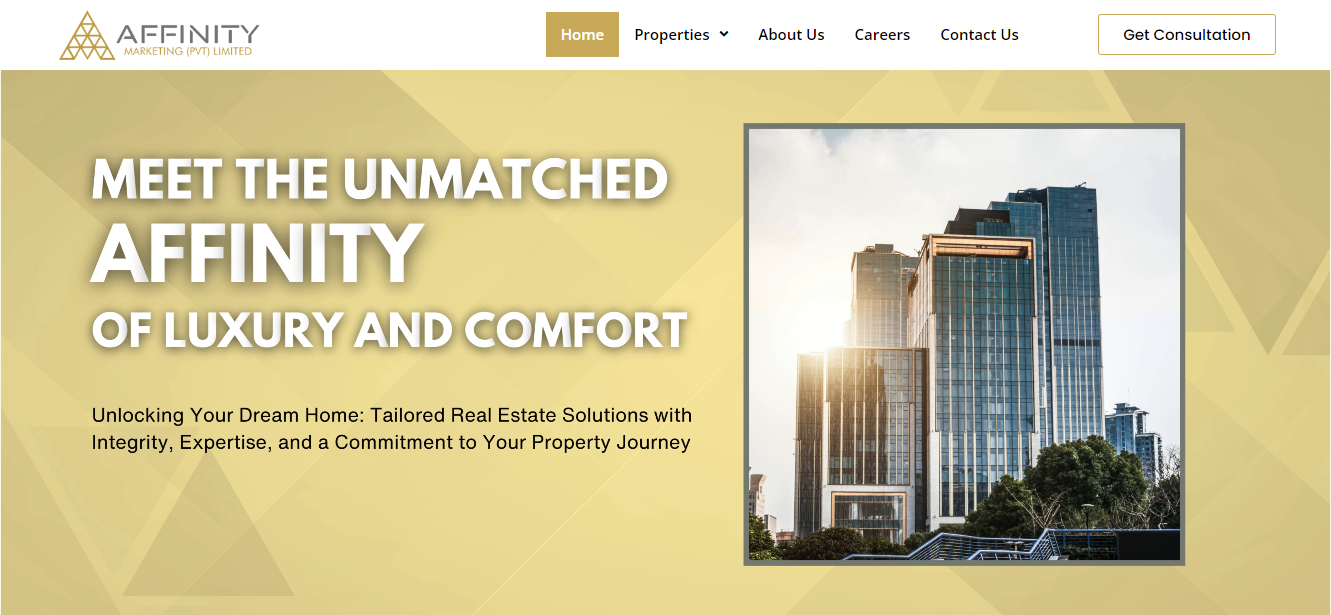 AFFINITY
MARKETING (PVT) LIMITED
Home Properties About Us Careers Contact Us Get Consultation
MEET THE UNMATCHED
AFFINITY
OF LUXURY AND COMFORT
Unlocking Your Dream Home: Tailored Real Estate Solutions with
Integrity, Expertise, and a Commitment to Your Property Journey